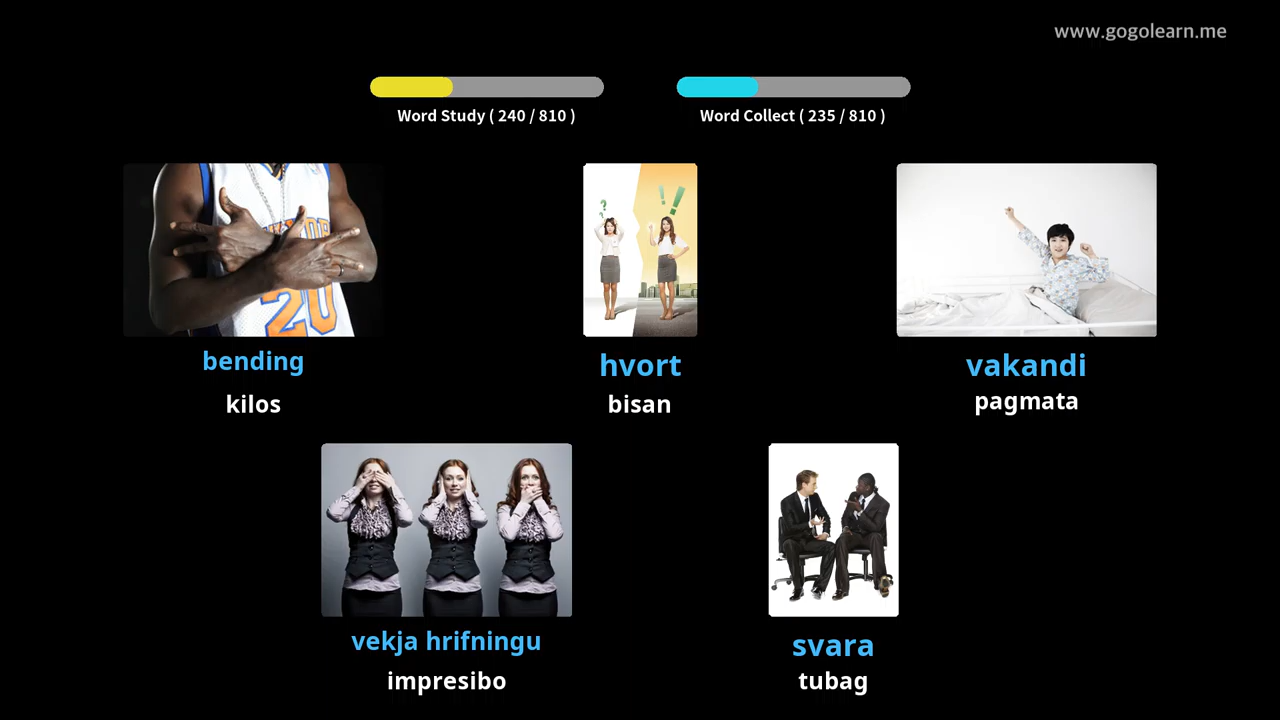 www.gogolearn.me
Word Study ( 240 / 810 )
Word Collect ( 235 / 810 )
20
bending
kilos
hvort
bisan
vakandi
pagmata
vekja hrifningu
impresibo
svara
tubag